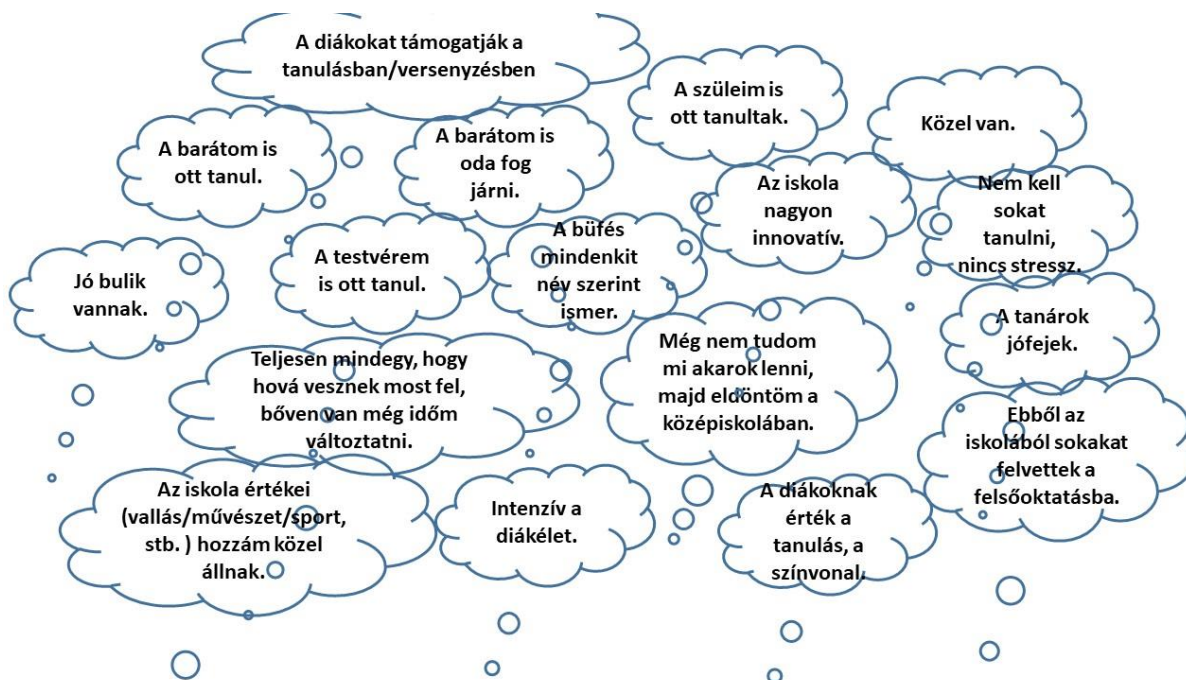 A diákokat támogatják a
tanulásban/versenyzésben
A szüleim is
ott tanultak.
Közel van.
A barátom is
ott tanul.
A barátom is
oda fog
járni.
Az iskola
nagyon
innovatív.
Nem kell
sokat
tanulni,
nincs stressz.
Jó bulik
vannak.
A testvérem
is ott tanul.
A büfés
mindenkit
név szerint
ismer.
A tanárok
jófejek.
Teljesen mindegy, hogy
hová vesznek most fel,
bőven van még időm
változtatni.
Még nem tudom
mi akarok lenni,
majd eldöntöm a
középiskolában.
Ebből az
iskolából sokakat
felvettek a
felsőoktatásba.
Az iskola értékei
(vallás/művészet/sport,
stb. ) hozzám közel
állnak.
Intenzív a
diákélet.
A diákoknak
érték a
tanulás, a
színvonal.